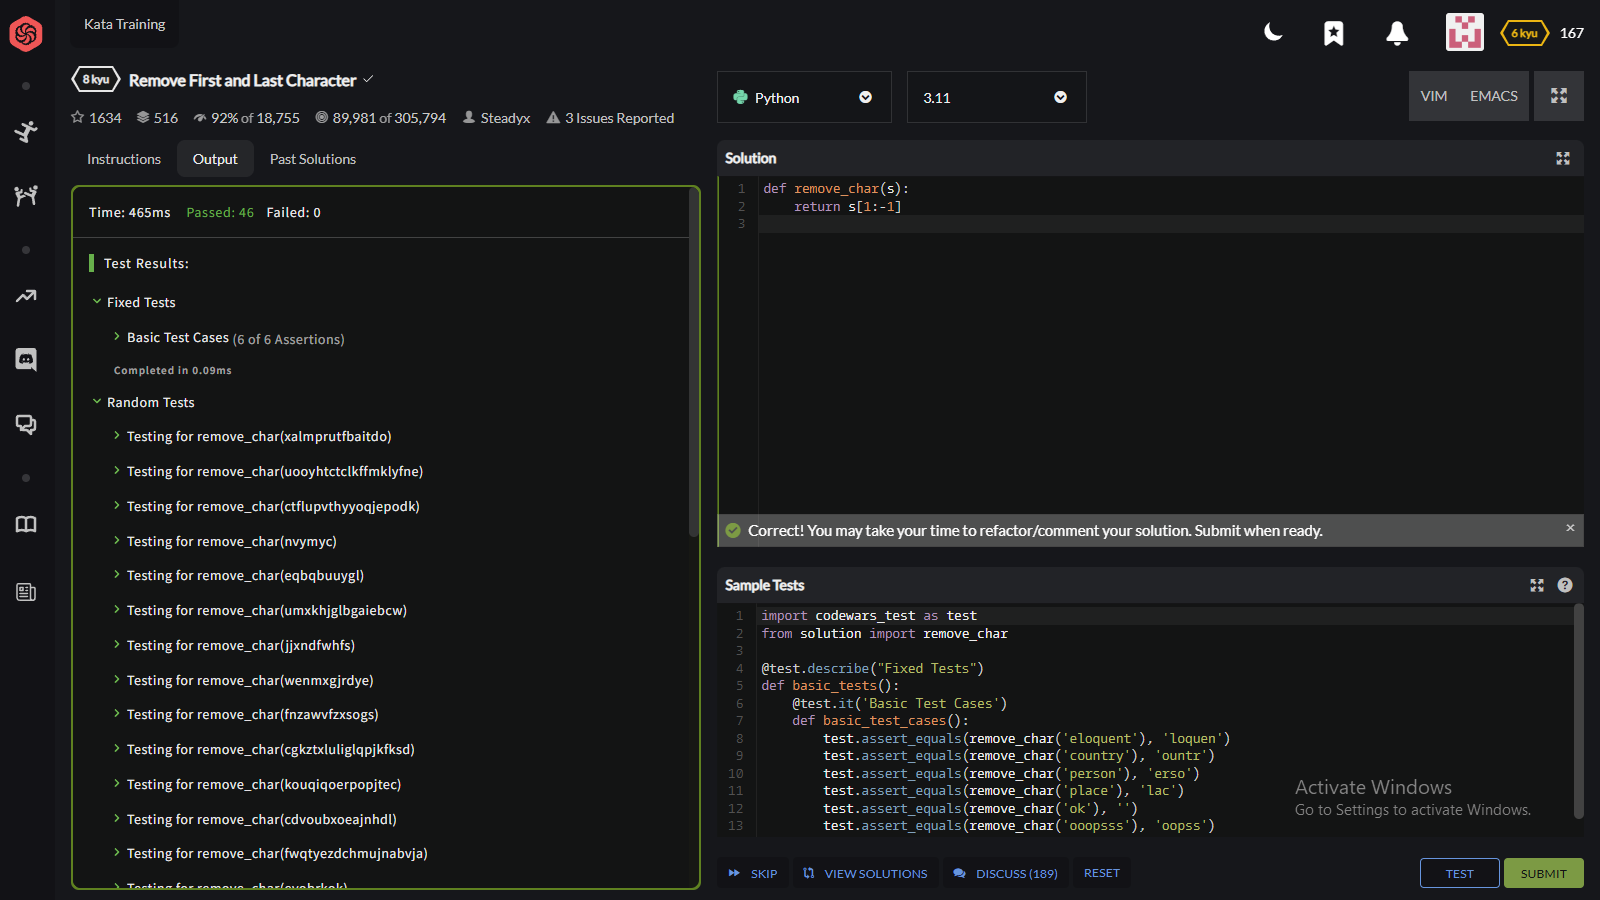 Kata Training
6 kyu 167
8 kyu Remove First and Last Character
1634 516 92% of 18,755 89,981 of 305,794 Steadyx 3 Issues Reported
Instructions Output Past Solutions
Time: 465ms Passed: 46 Failed: 0
Test Results:
Fixed Tests
Basic Test Cases (6 of 6 Assertions)
Completed in 0.09ms
Random Tests
Testing for remove_char(xalmprutfbaitdo)
Testing for remove_char(uooyhtctclkffmklyfne)
Testing for remove_char(ctflupvthyyoqjepodk)
Testing for remove_char(nvymyc)
Testing for remove_char(eqbqbuuygl)
Testing for remove_char(umxkhjglbgaiebcw)
Testing for remove_char(jjxndfwhfs)
Testing for remove_char(wenmxgjrdye)
Testing for remove_char(fnzawvfzxsogs)
Testing for remove_char(cgkztxluliglqpjkfksd)
Testing for remove_char(kouqiqoerpopjtec)
Testing for remove_char(cdvoubxoeajnhdl)
Testing for remove_char(fwqtyezdchmujnabvja)
Python 3.11 VIM EMACS
Solution
1 def remove_char(s):
2 return s[1:-1]
3
Correct! You may take your time to refactor/comment your solution. Submit when ready. ×
Sample Tests ?
1 import codewars_test as test
2 from solution import remove_char
3
4 @test.describe("Fixed Tests")
5 def basic_tests():
6 @test.it('Basic Test Cases')
7 def basic_test_cases():
8 test.assert_equals(remove_char('eloquent'), 'loquen')
9 test.assert_equals(remove_char('country'), 'ountr')
10 test.assert_equals(remove_char('person'), 'erso')
11 test.assert_equals(remove_char('place'), 'lac')
12 test.assert_equals(remove_char('ok'), '')
13 test.assert_equals(remove_char('ooopsss'), 'oopss')
Activate Windows
Go to Settings to activate Windows.
SKIP VIEW SOLUTIONS DISCUSS (189) RESET TEST SUBMIT